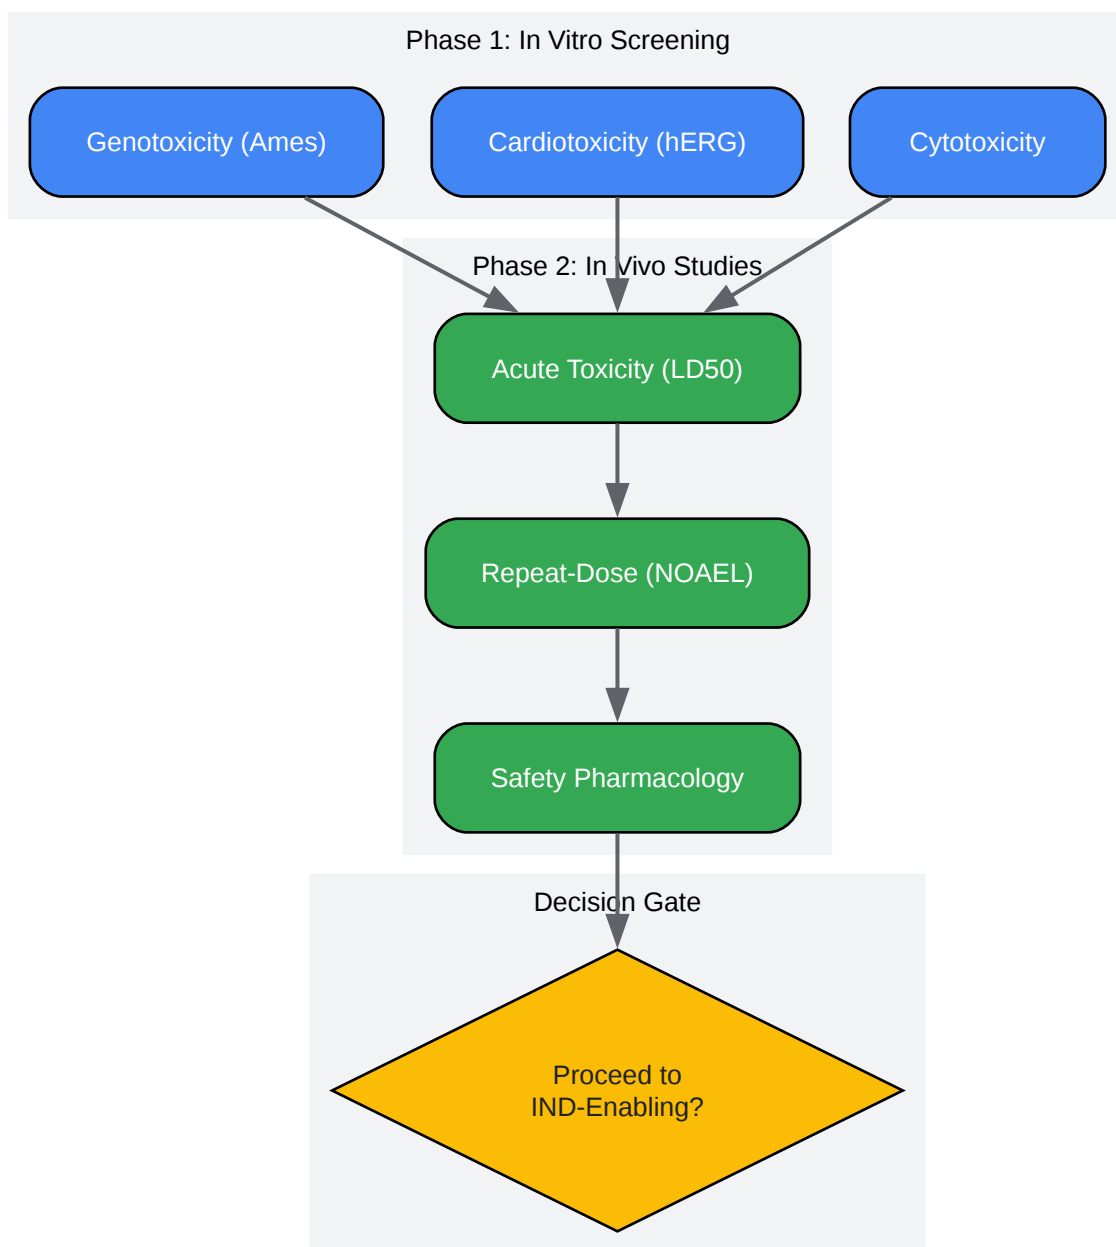 Phase 1: In Vitro Screening
Genotoxicity (Ames)
Cardiotoxicity (hERG)
Cytotoxicity
Phase 2: In Vivo Studies
Acute Toxicity (LD50)
Repeat-Dose (NOAEL)
Safety Pharmacology
Decision Gate
Proceed to
IND-Enabling?